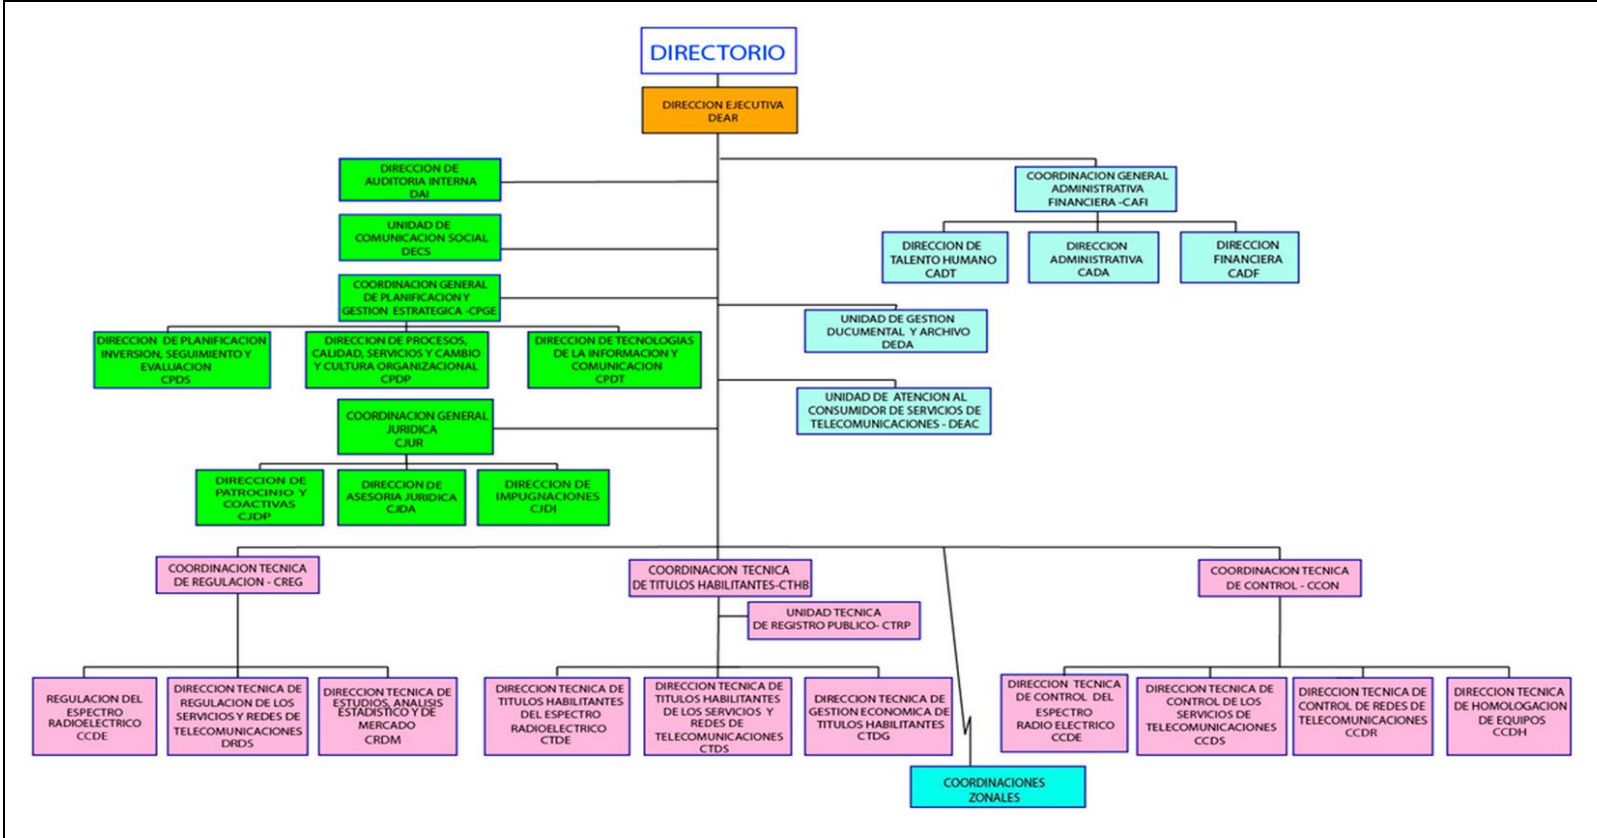 DIRECTORIO
DIRECCION EJECUTIVA
DEAR
DIRECCION DE
AUDITORIA INTERNA
DAI
UNIDAD DE
COMUNICACION SOCIAL
DECS
COORDINACION GENERAL
DE PLANIFICACION Y
GESTION ESTRATEGICA -CPGE
DIRECCION DE PLANIFICACION
INVERSION, SEGUIMIENTO Y
EVALUACION
CPDS
DIRECCION DE PROCESOS,
CALIDAD, SERVICIOS Y CAMBIO
Y CULTURA ORGANIZACIONAL
CPDP
DIRECCION DE TECNOLOGIAS
DE LA INFORMACION Y
COMUNICACION
CPDT
COORDINACION GENERAL
JURIDICA
CJUR
DIRECCION DE
PATROCINIO Y
COACTIVAS
CJDP
DIRECCION DE
ASESORIA JURIDICA
CJDA
DIRECCION DE
IMPUGNACIONES
CJDI
COORDINACION GENERAL
ADMINISTRATIVA
FINANCIERA -CAFI
DIRECCION DE
TALENTO HUMANO
CADT
DIRECCION
ADMINISTRATIVA
CADA
DIRECCION
FINANCIERA
CADF
UNIDAD DE GESTION
DUCUMENTAL Y ARCHIVO
DEDA
UNIDAD DE ATENCION AL
CONSUMIDOR DE SERVICIOS DE
TELECOMUNICACIONES - DEAC
COORDINACION TECNICA
DE REGULACION - CREG
COORDINACION TECNICA
DE TITULOS HABILITANTES-CTHB
UNIDAD TECNICA
DE REGISTRO PUBLICO- CTRP
COORDINACION TECNICA
DE CONTROL - CCON
REGULACION DEL
ESPECTRO
RADIOELECTRICO
CCDE
DIRECCION TECNICA DE
REGULACION DE LOS
SERVICIOS Y REDES DE
TELECOMUNICACIONES
DRDS
DIRECCION TECNICA DE
ESTUDIOS, ANALISIS
ESTADISTICO Y DE
MERCADO
CRDM
DIRECCION TECNICA DE
TITULOS HABILITANTES
DEL ESPECTRO
RADIOELECTRICO
CTDE
DIRECCION TECNICA DE
TITULOS HABILITANTES
DE LOS SERVICIOS Y
REDES DE
TELECOMUNICACIONES
CTDS
DIRECCION TECNICA DE
GESTION ECONOMICA DE
TITULOS HABILITANTES
CTDG
DIRECCION TECNICA
DE CONTROL DEL
ESPECTRO
RADIO ELECTRICO
CCDE
DIRECCION TECNICA DE
CONTROL DE LOS
SERVICIOS DE
TELECOMUNICACIONES
CCDS
DIRECCION TECNICA DE
CONTROL DE REDES DE
TELECOMUNICACIONES
CCDR
DIRECCION TECNICA
DE HOMOLOGACION
DE EQUIPOS
CCDH
COORDINACIONES
ZONALES